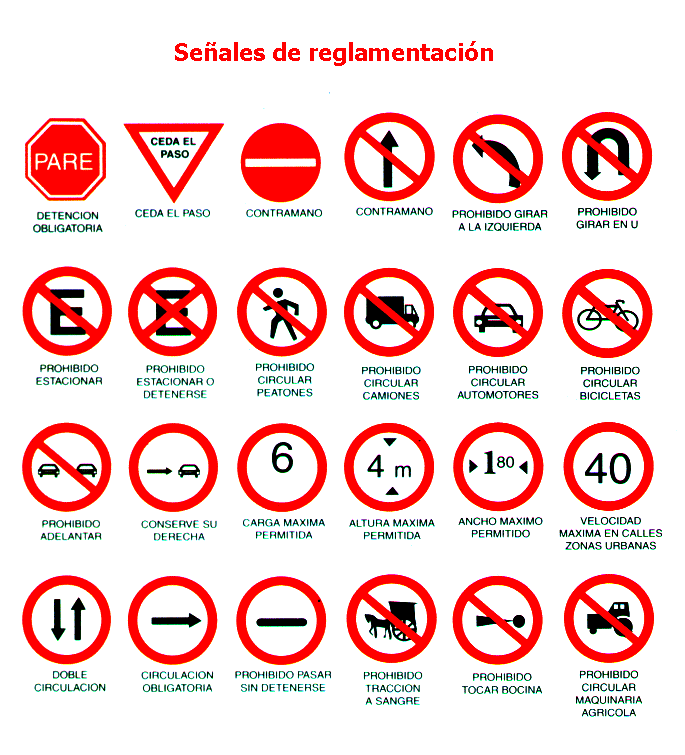 Señales de reglamentación
PARE
CEDA EL
PASO
DETENCION
OBLIGATORIA
CEDA EL PASO
CONTRAMANO
CONTRAMANO
PROHIBIDO GIRAR
A LA IZQUIERDA
PROHIBIDO
GIRAR EN U
E
E
PROHIBIDO
ESTACIONAR
PROHIBIDO
ESTACIONAR O
DETENERSE
PROHIBIDO
CIRCULAR
PEATONES
PROHIBIDO
CIRCULAR
CAMIONES
PROHIBIDO
CIRCULAR
AUTOMOTORES
PROHIBIDO
CIRCULAR
BICICLETAS
6
4 m
180
40
PROHIBIDO
ADELANTAR
CONSERVE SU
DERECHA
CARGA MAXIMA
PERMITIDA
ALTURA MAXIMA
PERMITIDA
ANCHO MAXIMO
PERMITIDO
VELOCIDAD
MAXIMA EN CALLES
ZONAS URBANAS
DOBLE
CIRCULACION
CIRCULACION
OBLIGATORIA
PROHIBIDO PASAR
SIN DETENERSE
PROHIBIDO
TRACCION
A SANGRE
PROHIBIDO
TOCAR BOCINA
PROHIBIDO
CIRCULAR
MAQUINARIA
AGRICOLA